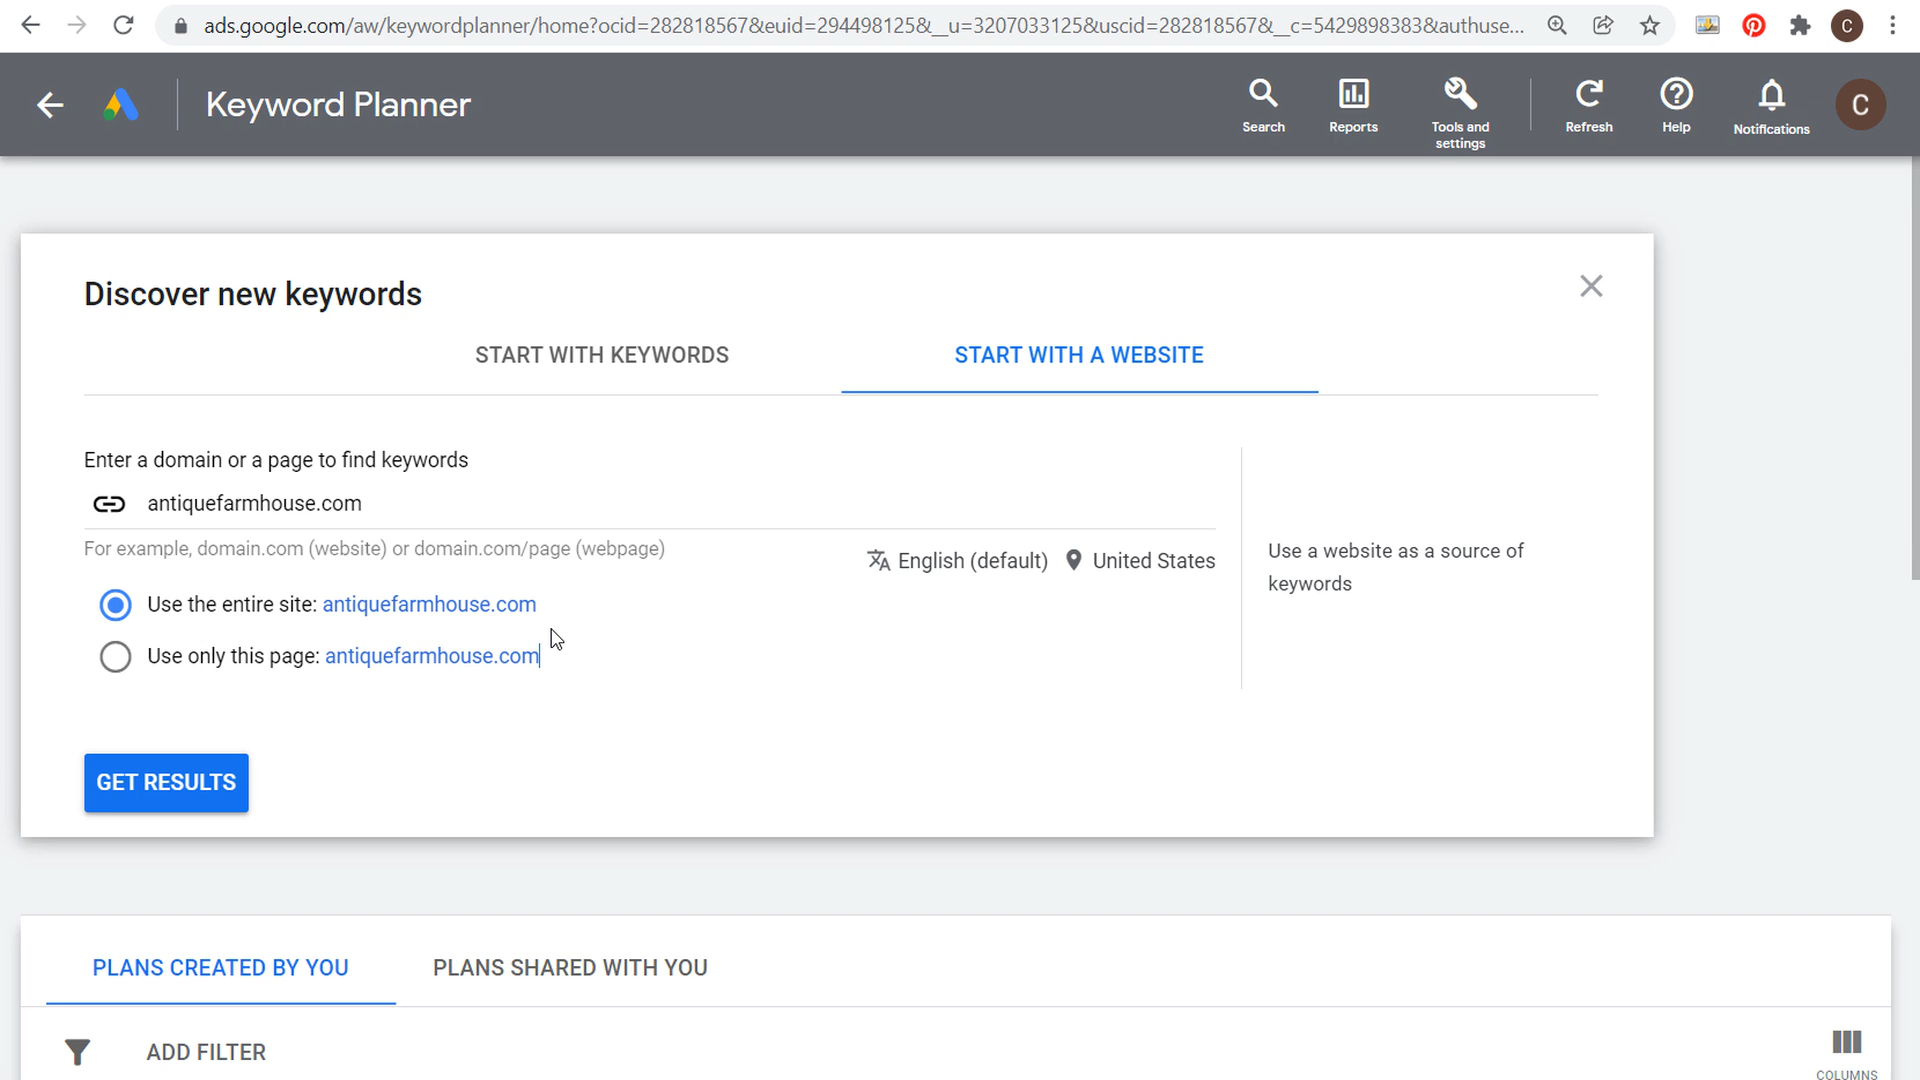 ads.google.com/aw/keywordplanner/home?ocid=282818567&euid=294498125&__u=3207033125&uscid=282818567&__c=5429898383&authuse...
C
Keyword Planner
Search
Reports
Tools and settings
Refresh
Help
Notifications
C
Discover new keywords
START WITH KEYWORDS
START WITH A WEBSITE
Enter a domain or a page to find keywords
antiquefarmhouse.com
For example, domain.com (website) or domain.com/page (webpage)
English (default)
United States
Use the entire site: antiquefarmhouse.com
Use only this page: antiquefarmhouse.com
Use a website as a source of
keywords
GET RESULTS
PLANS CREATED BY YOU
PLANS SHARED WITH YOU
ADD FILTER
COLUMNS